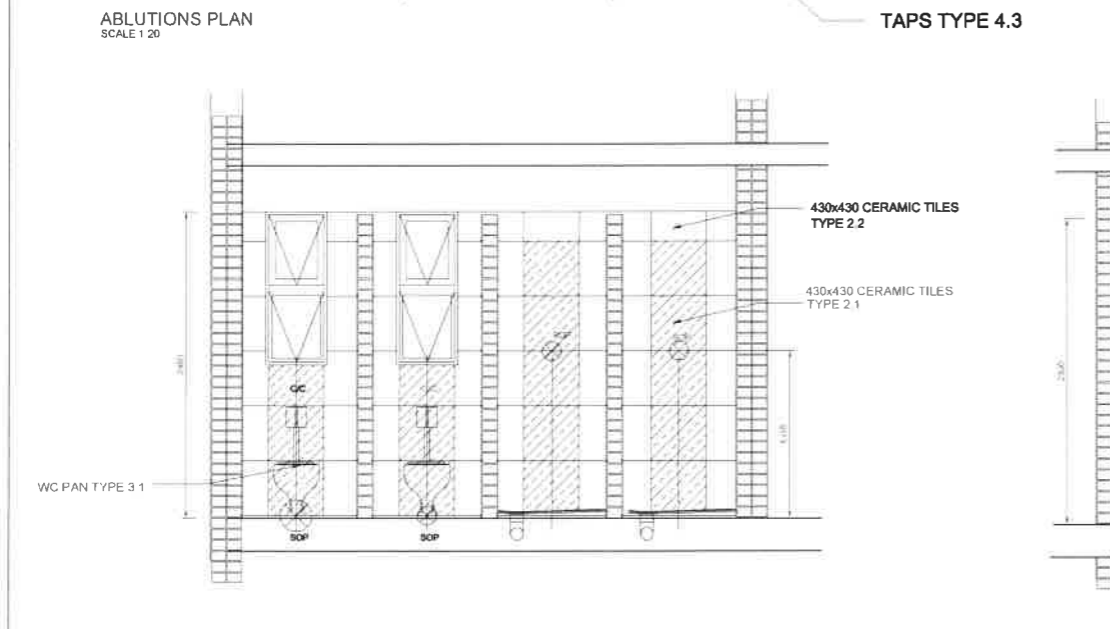 ABLUTIONS PLAN
SCALE 1 20
TAPS TYPE 4.3
430x430 CERAMIC TILES
TYPE 2.2
430x430 CERAMIC TILES
TYPE 2.1
C/C
WC PAN TYPE 3.1
SOP
SOP